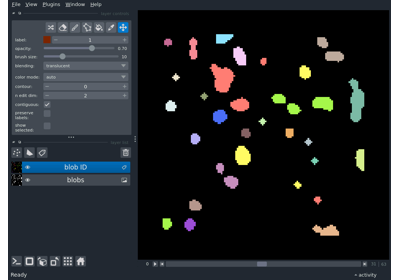 File View Plugins Window Help
label: 1
opacity: 0.70
brush size: 10
blending: translucent
color mode: auto
contour: 0
n edit dim: 2
contiguous:
preserve labels:
show selected:
blob ID
blobs
0
Ready
activity